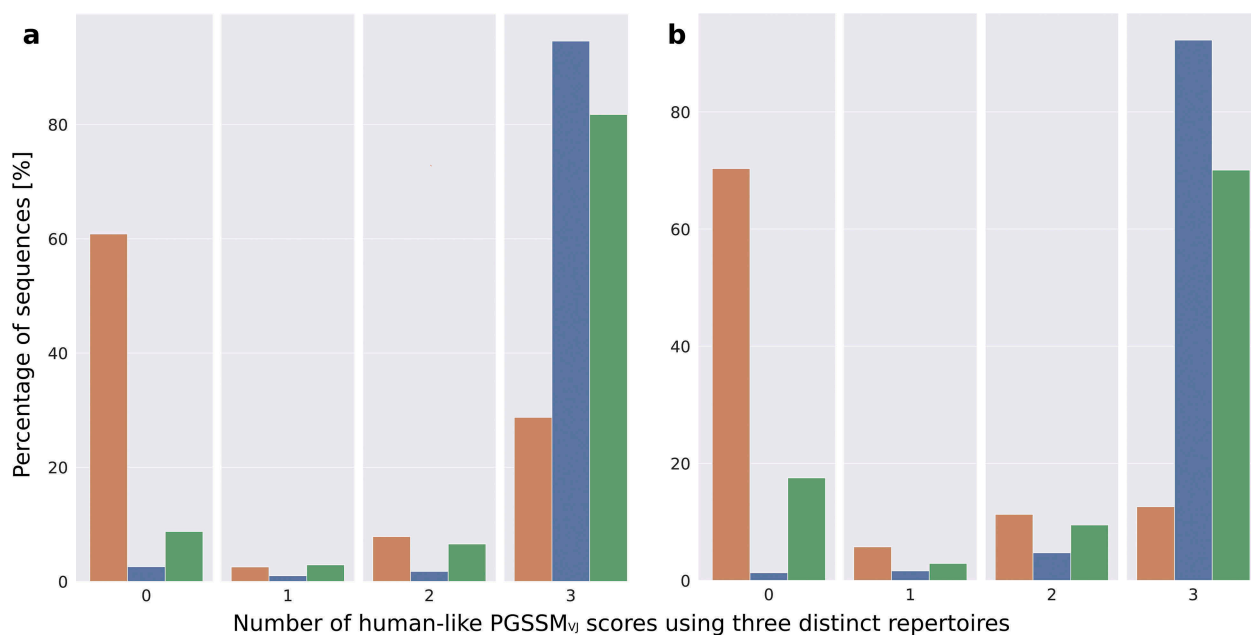 a
b
Percentage of sequences [%]
80
60
40
20
0
0 1 2 3
80
60
40
20
0
0 1 2 3
Number of human-like PGSSMVJ scores using three distinct repertoires